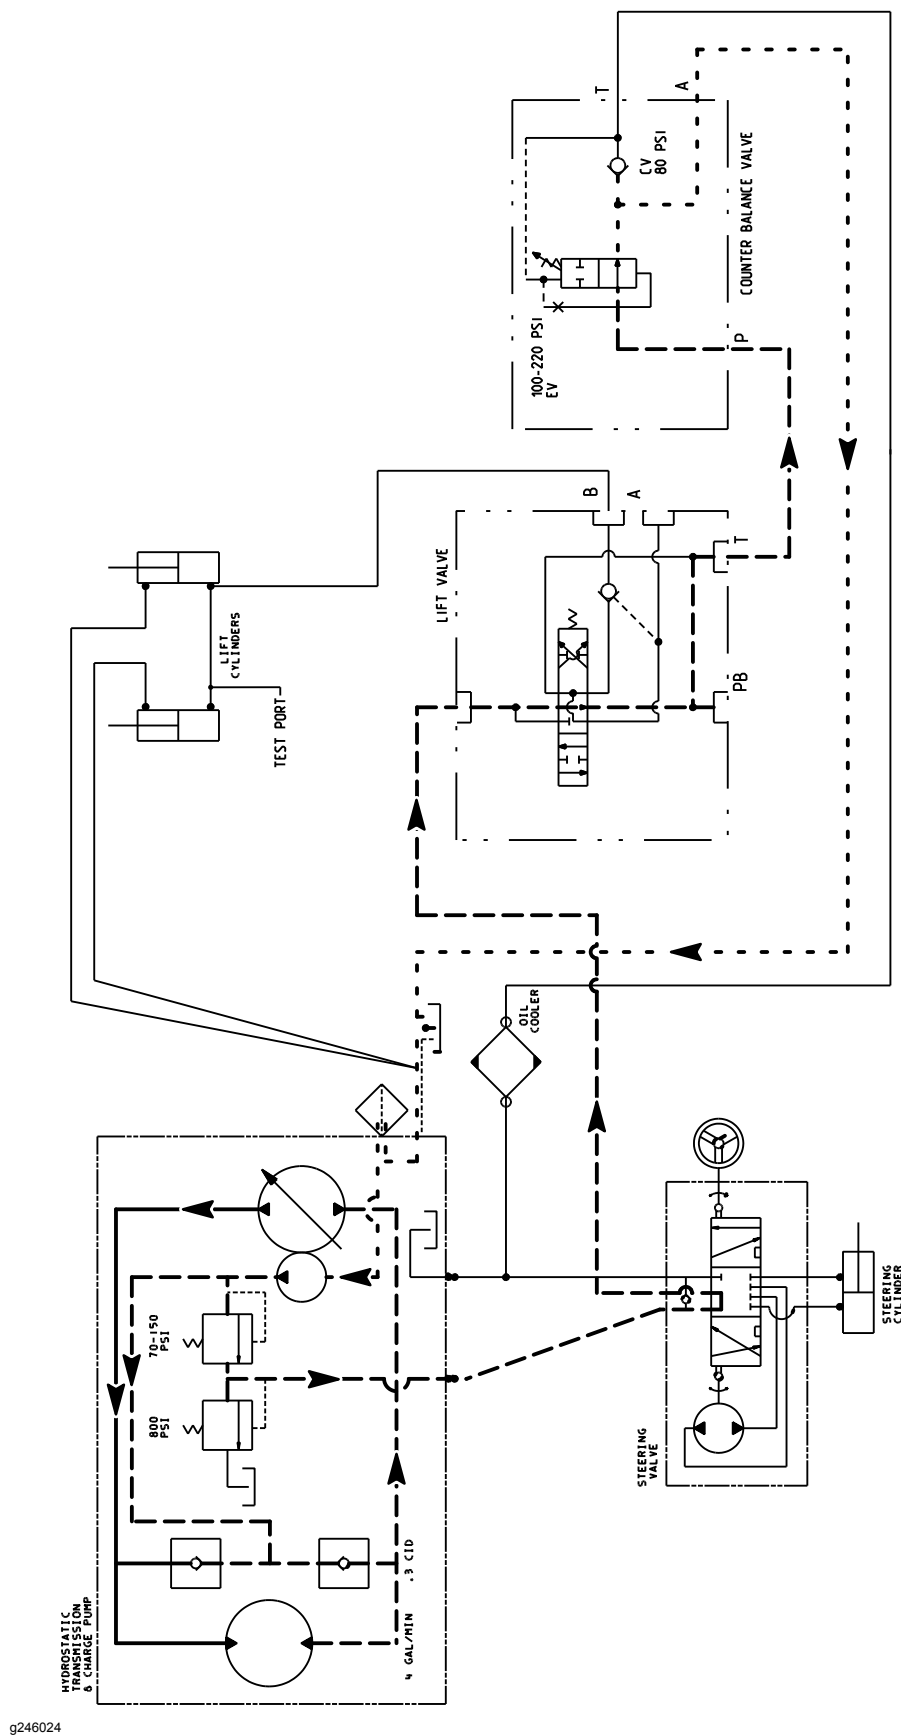 T
A
CV
80 PSI
COUNTER BALANCE VALVE
100-220 PSI
EV
P
B
A
LIFT VALVE
T
LIFT
CYLINDERS
PB
TEST PORT
OIL
COOLER
70-150
PSI
800
PSI
STEERING
CYLINDER
STEERING
VALVE
HYDROSTATIC
TRANSMISSION
& CHARGE PUMP
4 GAL/MIN .3 CID
g246024